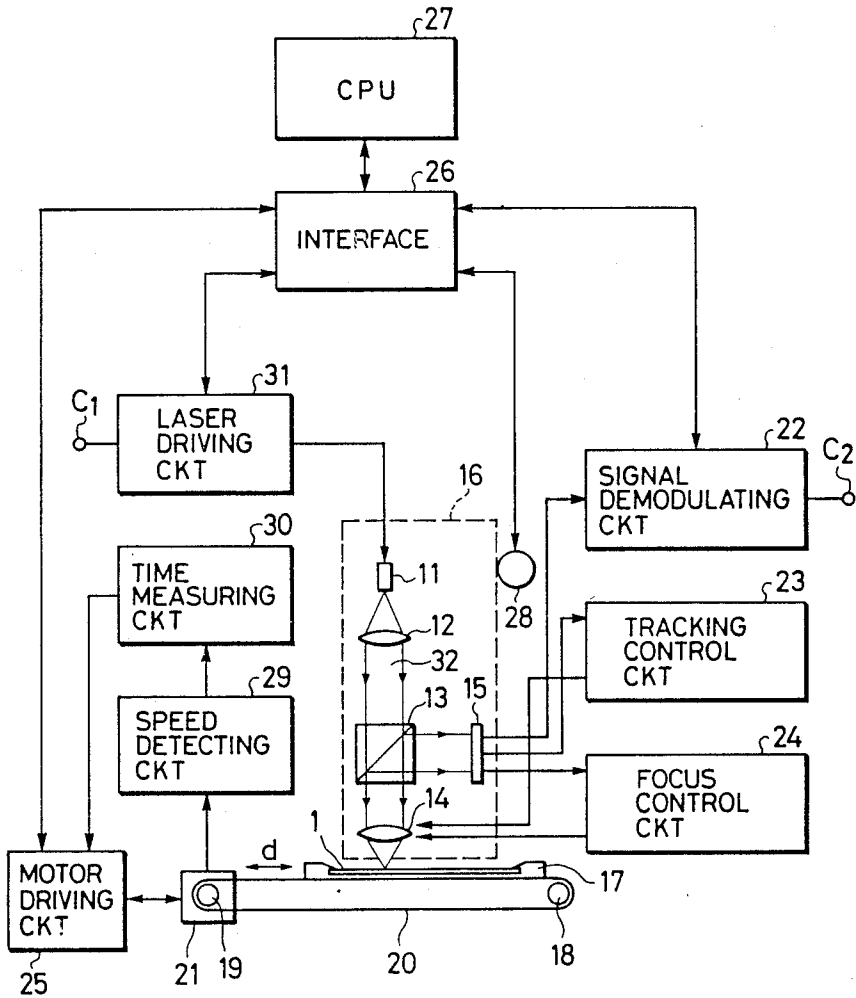 27
CPU
26
INTERFACE
31
C1
LASER
DRIVING
CKT
22
C2
SIGNAL
DEMODULATING
CKT
16
30
TIME
MEASURING
CKT
11
28
12
23
TRACKING
CONTROL
CKT
32
29
SPEED
DETECTING
CKT
13
15
24
FOCUS
CONTROL
CKT
14
1
d
17
MOTOR
DRIVING
CKT
25
21
19
20
18